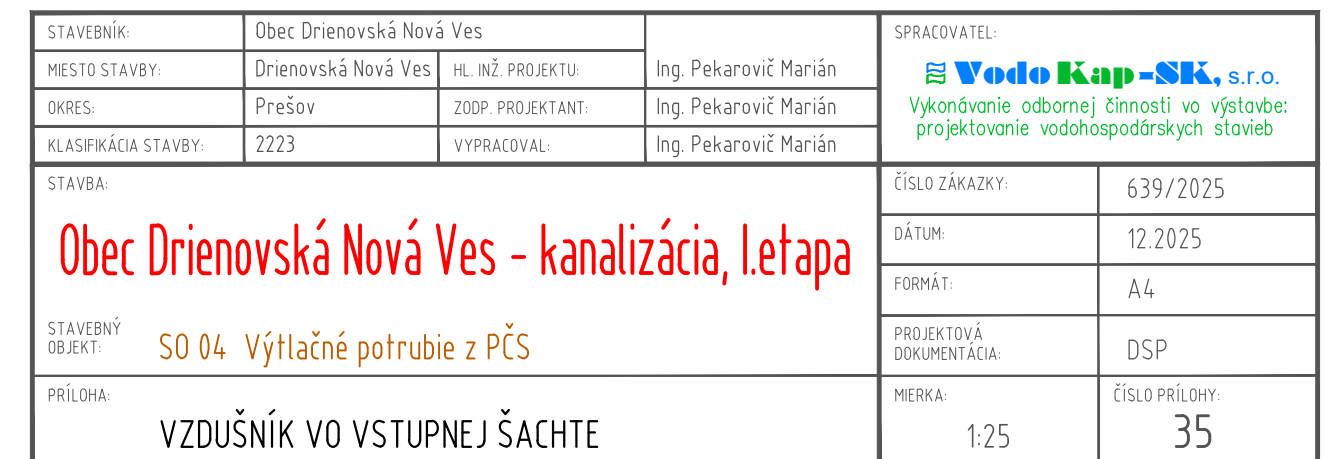 STAVEBNÍK: Obec Drienovská Nová Ves
MIESTO STAVBY: Drienovská Nová Ves HL. INŽ. PROJEKTU: Ing. Pekarovič Marián
OKRES: Prešov ZODP. PROJEKTANT: Ing. Pekarovič Marián
KLASIFIKÁCIA STAVBY: 2223 VYPRACOVAL: Ing. Pekarovič Marián
SPRACOVATEL:
Vodo Kap-SK, s.r.o.
Vykonávanie odbornej činnosti vo výstavbe:
projektovanie vodohospodárskych stavieb
STAVBA:
Obec Drienovská Nová Ves - kanalizácia, I.etapa
STAVEBNÝ
OBJEKT: SO 04 Výtlačné potrubie z PČS
ČÍSLO ZÁKAZKY: 639/2025
DÁTUM: 12.2025
FORMÁT: A4
PROJEKTOVÁ
DOKUMENTÁCIA: DSP
PRÍLOHA:
VZDUŠNÍK VO VSTUPNEJ ŠACHTE
MIERKA:
1:25
ČÍSLO PRÍLOHY:
35